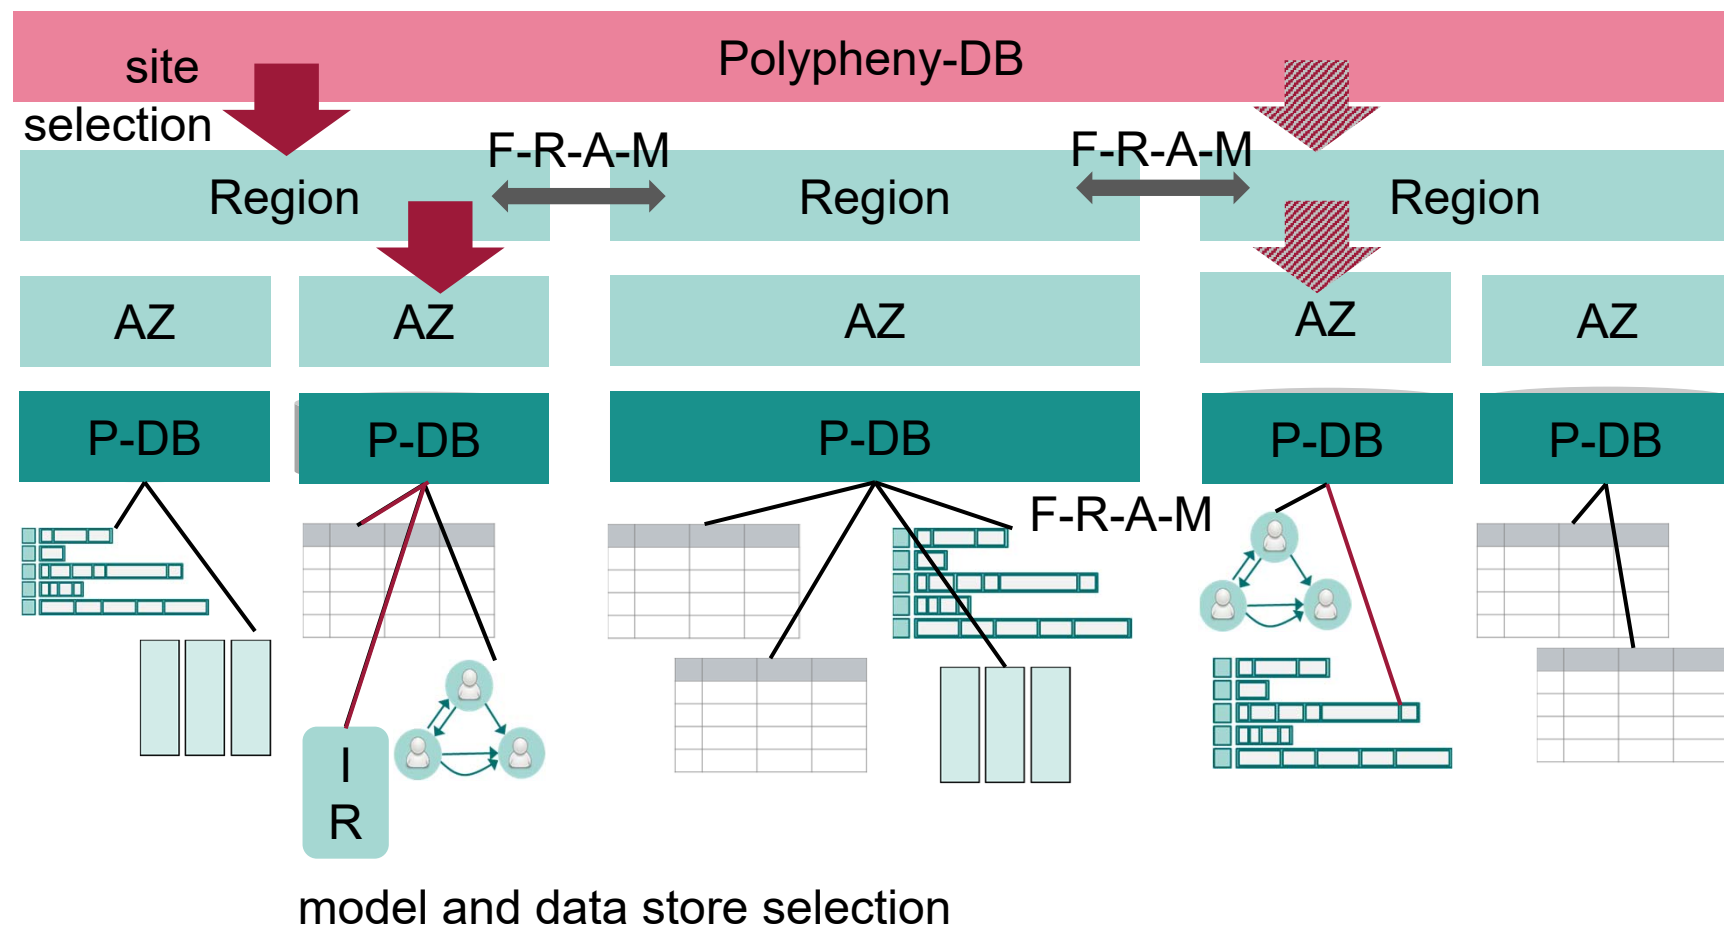 Polypheny-DB
site
selection
F-R-A-M
F-R-A-M
Region
Region
Region
AZ
AZ
AZ
AZ
AZ
P-DB
P-DB
P-DB
P-DB
P-DB
F-R-A-M
I
R
model and data store selection